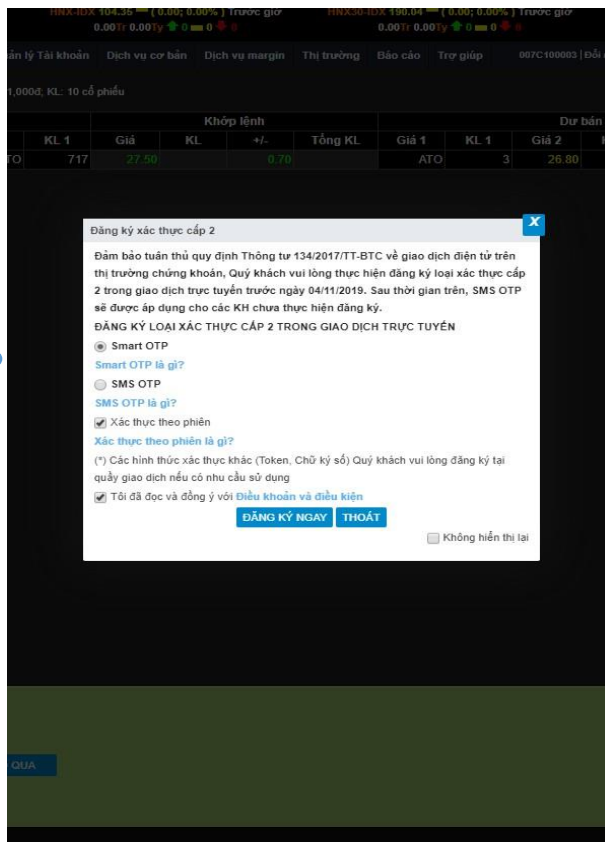 HNX-IDX 104.35 ( 0.00; 0.00% ) Trước giờ HNX30-IDX 190.04 ( 0.00; 0.00% ) Trước giờ
0.00Tr 0.00Ty 0 0 0 0.00Tr 0.00Ty 0 0 0
ản lý Tài khoản Dịch vụ cơ bản Dịch vụ margin Thị trường Báo cáo Trợ giúp 007C100003 | Đổi
1,000đ; KL: 10 cổ phiếu
Khớp lệnh Dư bán
KL 1 Giá KL +/- Tổng KL Giá 1 KL 1 Giá 2
TO 717 27.50 0.70 ATO 3 26.80
Đăng ký xác thực cấp 2 X
Đảm bảo tuân thủ quy định Thông tư 134/2017/TT-BTC về giao dịch điện tử trên
thị trường chứng khoán, Quý khách vui lòng thực hiện đăng ký loại xác thực cấp
2 trong giao dịch trực tuyến trước ngày 04/11/2019. Sau thời gian trên, SMS OTP
sẽ được áp dụng cho các KH chưa thực hiện đăng ký.
ĐĂNG KÝ LOẠI XÁC THỰC CẤP 2 TRONG GIAO DỊCH TRỰC TUYẾN
Smart OTP
Smart OTP là gì?
SMS OTP
SMS OTP là gì?
Xác thực theo phiên
Xác thực theo phiên là gì?
(*) Các hình thức xác thực khác (Token, Chữ ký số) Quý khách vui lòng đăng ký tại
quầy giao dịch nếu có nhu cầu sử dụng
Tôi đã đọc và đồng ý với Điều khoản và điều kiện
ĐĂNG KÝ NGAY THOÁT
Không hiển thị lại
QUA